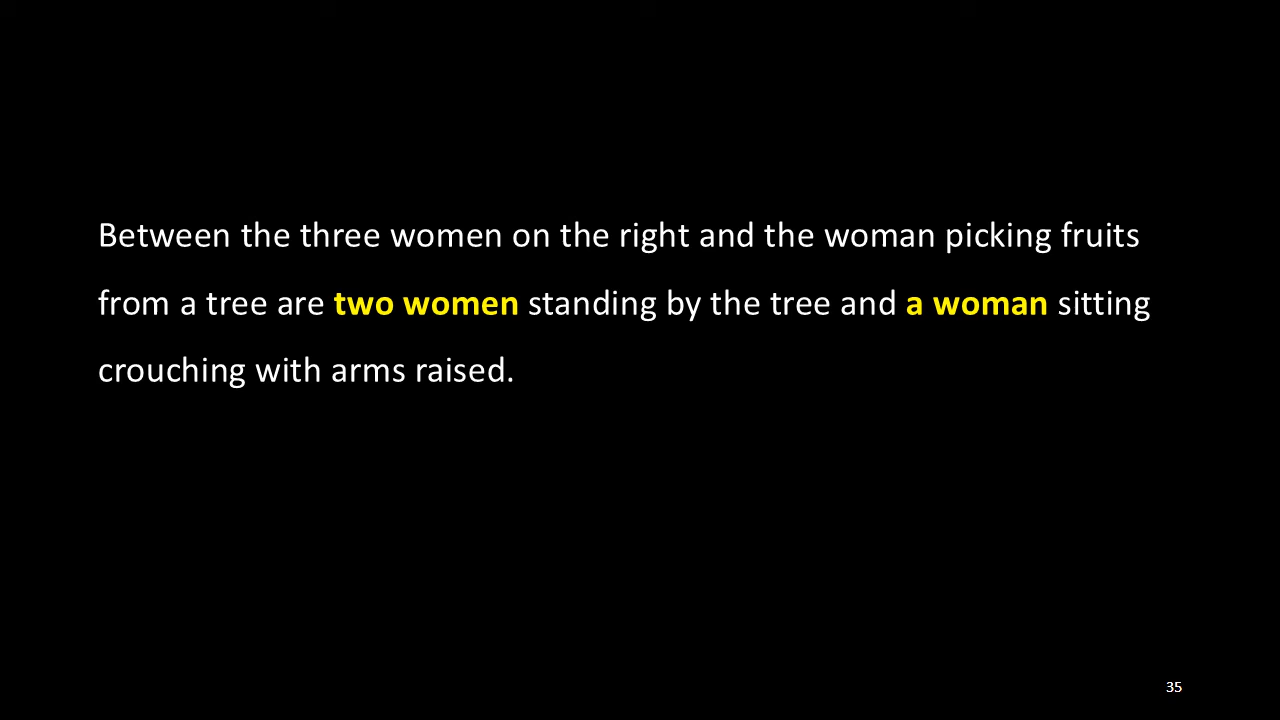 Between the three women on the right and the woman picking fruits
from a tree are two women standing by the tree and a woman sitting
crouching with arms raised.
35